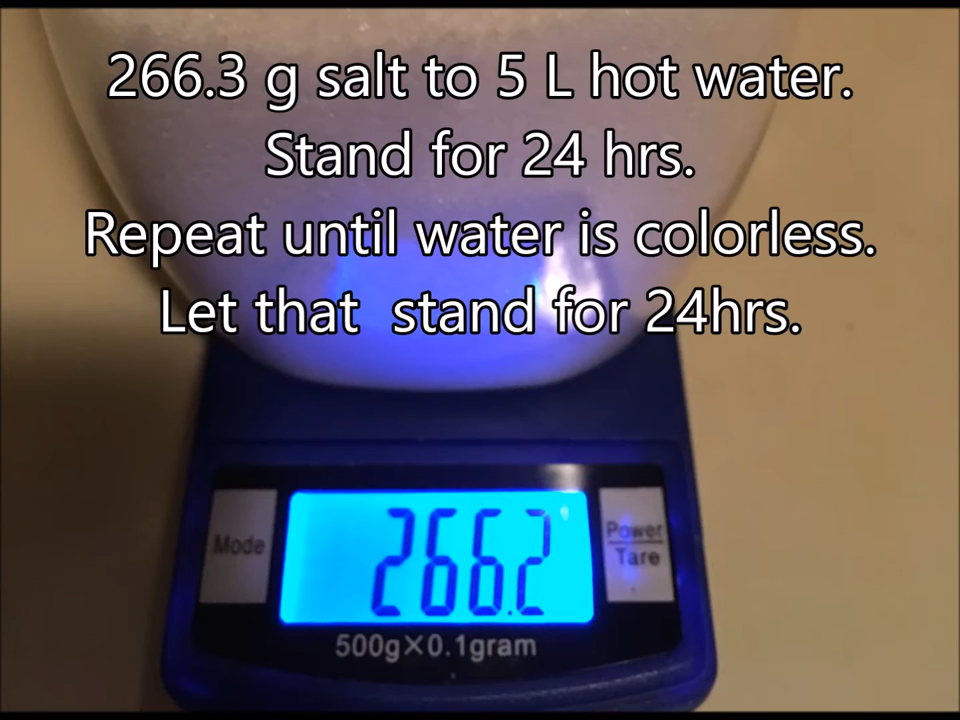 266.3 g salt to 5 L hot water.
Stand for 24 hrs.
Repeat until water is colorless.
Let that  stand for 24hrs.
Mode
266.2
Power
Tare
500g×0.1gram